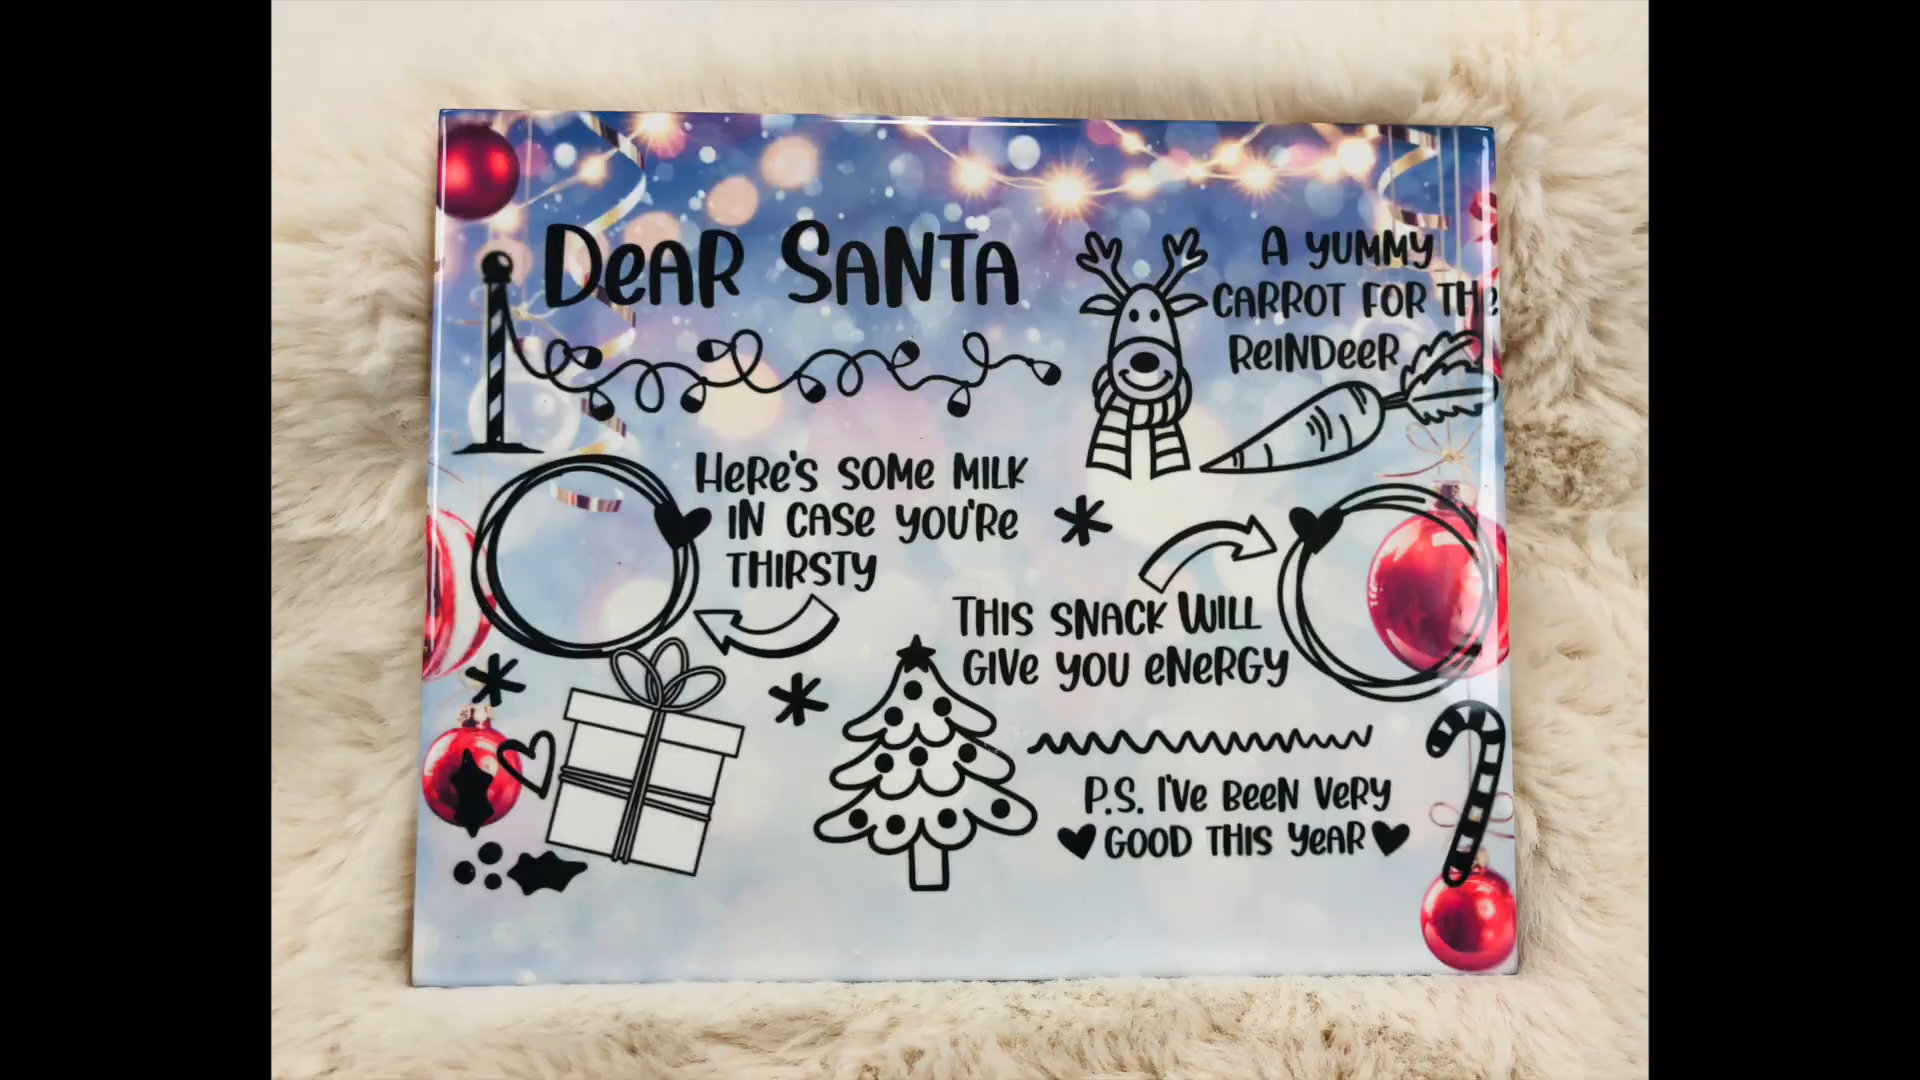 Dear Santa
A yummy
carrot for the
reindeer
Here's some milk
in case you're
thirsty
This snack will
give you energy
P.S. I've been very
good this year